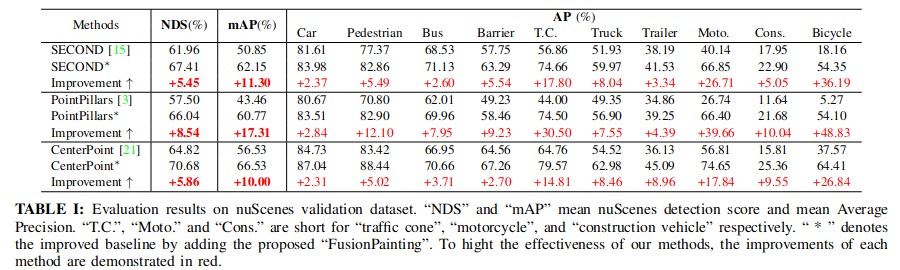 Methods NDS(%) mAP(%) AP (%)
Car Pedestrian Bus Barrier T.C. Truck Trailer Moto. Cons. Bicycle
SECOND [15] 61.96 50.85 81.61 77.37 68.53 57.75 56.86 51.93 38.19 40.14 17.95 18.16
SECOND* 67.41 62.15 83.98 82.86 71.13 63.29 74.66 59.97 41.53 66.85 22.90 54.35
Improvement ↑ +5.45 +11.30 +2.37 +5.49 +2.60 +5.54 +17.80 +8.04 +3.34 +26.71 +5.05 +36.19
PointPillars [3] 57.50 43.46 80.67 70.80 62.01 49.23 44.00 49.35 34.86 26.74 11.64 5.27
PointPillars* 66.04 60.77 83.51 82.90 69.96 58.46 74.50 56.90 39.25 66.40 21.68 54.10
Improvement ↑ +8.54 +17.31 +2.84 +12.10 +7.95 +9.23 +30.50 +7.55 +4.39 +39.66 +10.04 +48.83
CenterPoint [21] 64.82 56.53 84.73 83.42 66.95 64.56 64.76 54.52 36.13 56.81 15.81 37.57
CenterPoint* 70.68 66.53 87.04 88.44 70.66 67.26 79.57 62.98 45.09 74.65 25.36 64.41
Improvement ↑ +5.86 +10.00 +2.31 +5.02 +3.71 +2.70 +14.81 +8.46 +8.96 +17.84 +9.55 +26.84
TABLE I: Evaluation results on nuScenes validation dataset. “NDS” and “mAP” mean nuScenes detection score and mean Average
Precision. “T.C.”, “Moto.” and “Cons.” are short for “traffic cone”, “motorcycle”, and “construction vehicle” respectively. “ * ” denotes
the improved baseline by adding the proposed “FusionPainting”. To hight the effectiveness of our methods, the improvements of each
method are demonstrated in red.